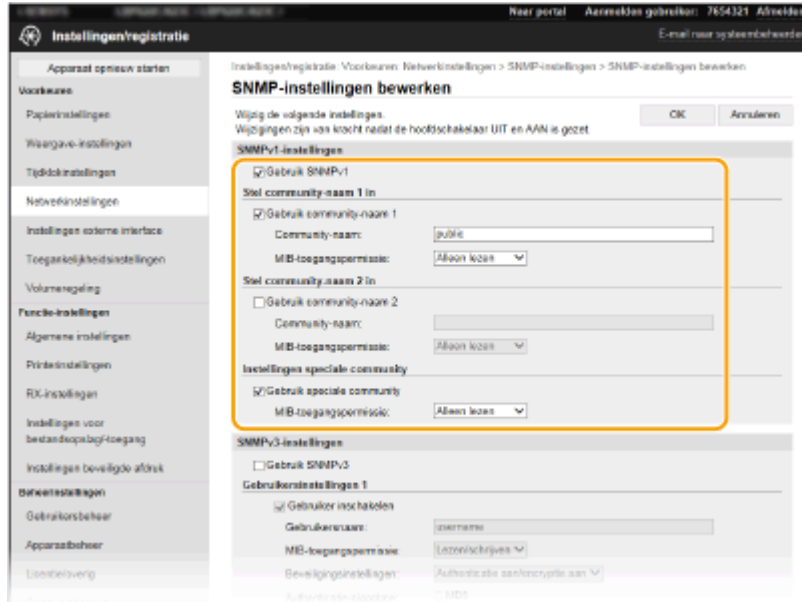 Naar portal Aanmelden gebruiker: 7654321 Afmelden
Instellingen/registratie
E-mail naar systeembeheerde
Apparaat opnieuw starten
Voorkeuren
Papierinstellingen
Weergave-instellingen
Tijdklokinstellingen
Netwerkinstellingen
Instellingen externe interface
Toegankelijkheidsinstellingen
Volumeregeling
Functie-instellingen
Algemene instellingen
Printerinstellingen
RX-instellingen
Instellingen voor
bestandsopslag/-toegang
Instellingen beveiligde afdruk
Beheerinstellingen
Gebruikersbeheer
Apparaatbeheer
Licentie/overig
Instellingen/registratie: Voorkeuren: Netwerkinstellingen > SNMP-instellingen > SNMP-instellingen bewerken
SNMP-instellingen bewerken
Wijzig de volgende instellingen.
Wijzigingen zijn van kracht nadat de hoofdschakelaar UIT en AAN is gezet.
OK Annuleren
SNMPv1-instellingen
Gebruik SNMPv1
Stel community-naam 1 in
Gebruik community-naam 1
Community-naam: public
MIB-toegangspermissie: Alleen lezen
Stel community-naam 2 in
Gebruik community-naam 2
Community-naam:
MIB-toegangspermissie: Alleen lezen
Instellingen speciale community
Gebruik speciale community
MIB-toegangspermissie: Alleen lezen
SNMPv3-instellingen
Gebruik SNMPv3
Gebruikersinstellingen 1
Gebruiker inschakelen
Gebruikersnaam: username
MIB-toegangspermissie: Lezen/schrijven
Beveiligingsinstellingen: Authenticatie aan/encryptie aan
MD5